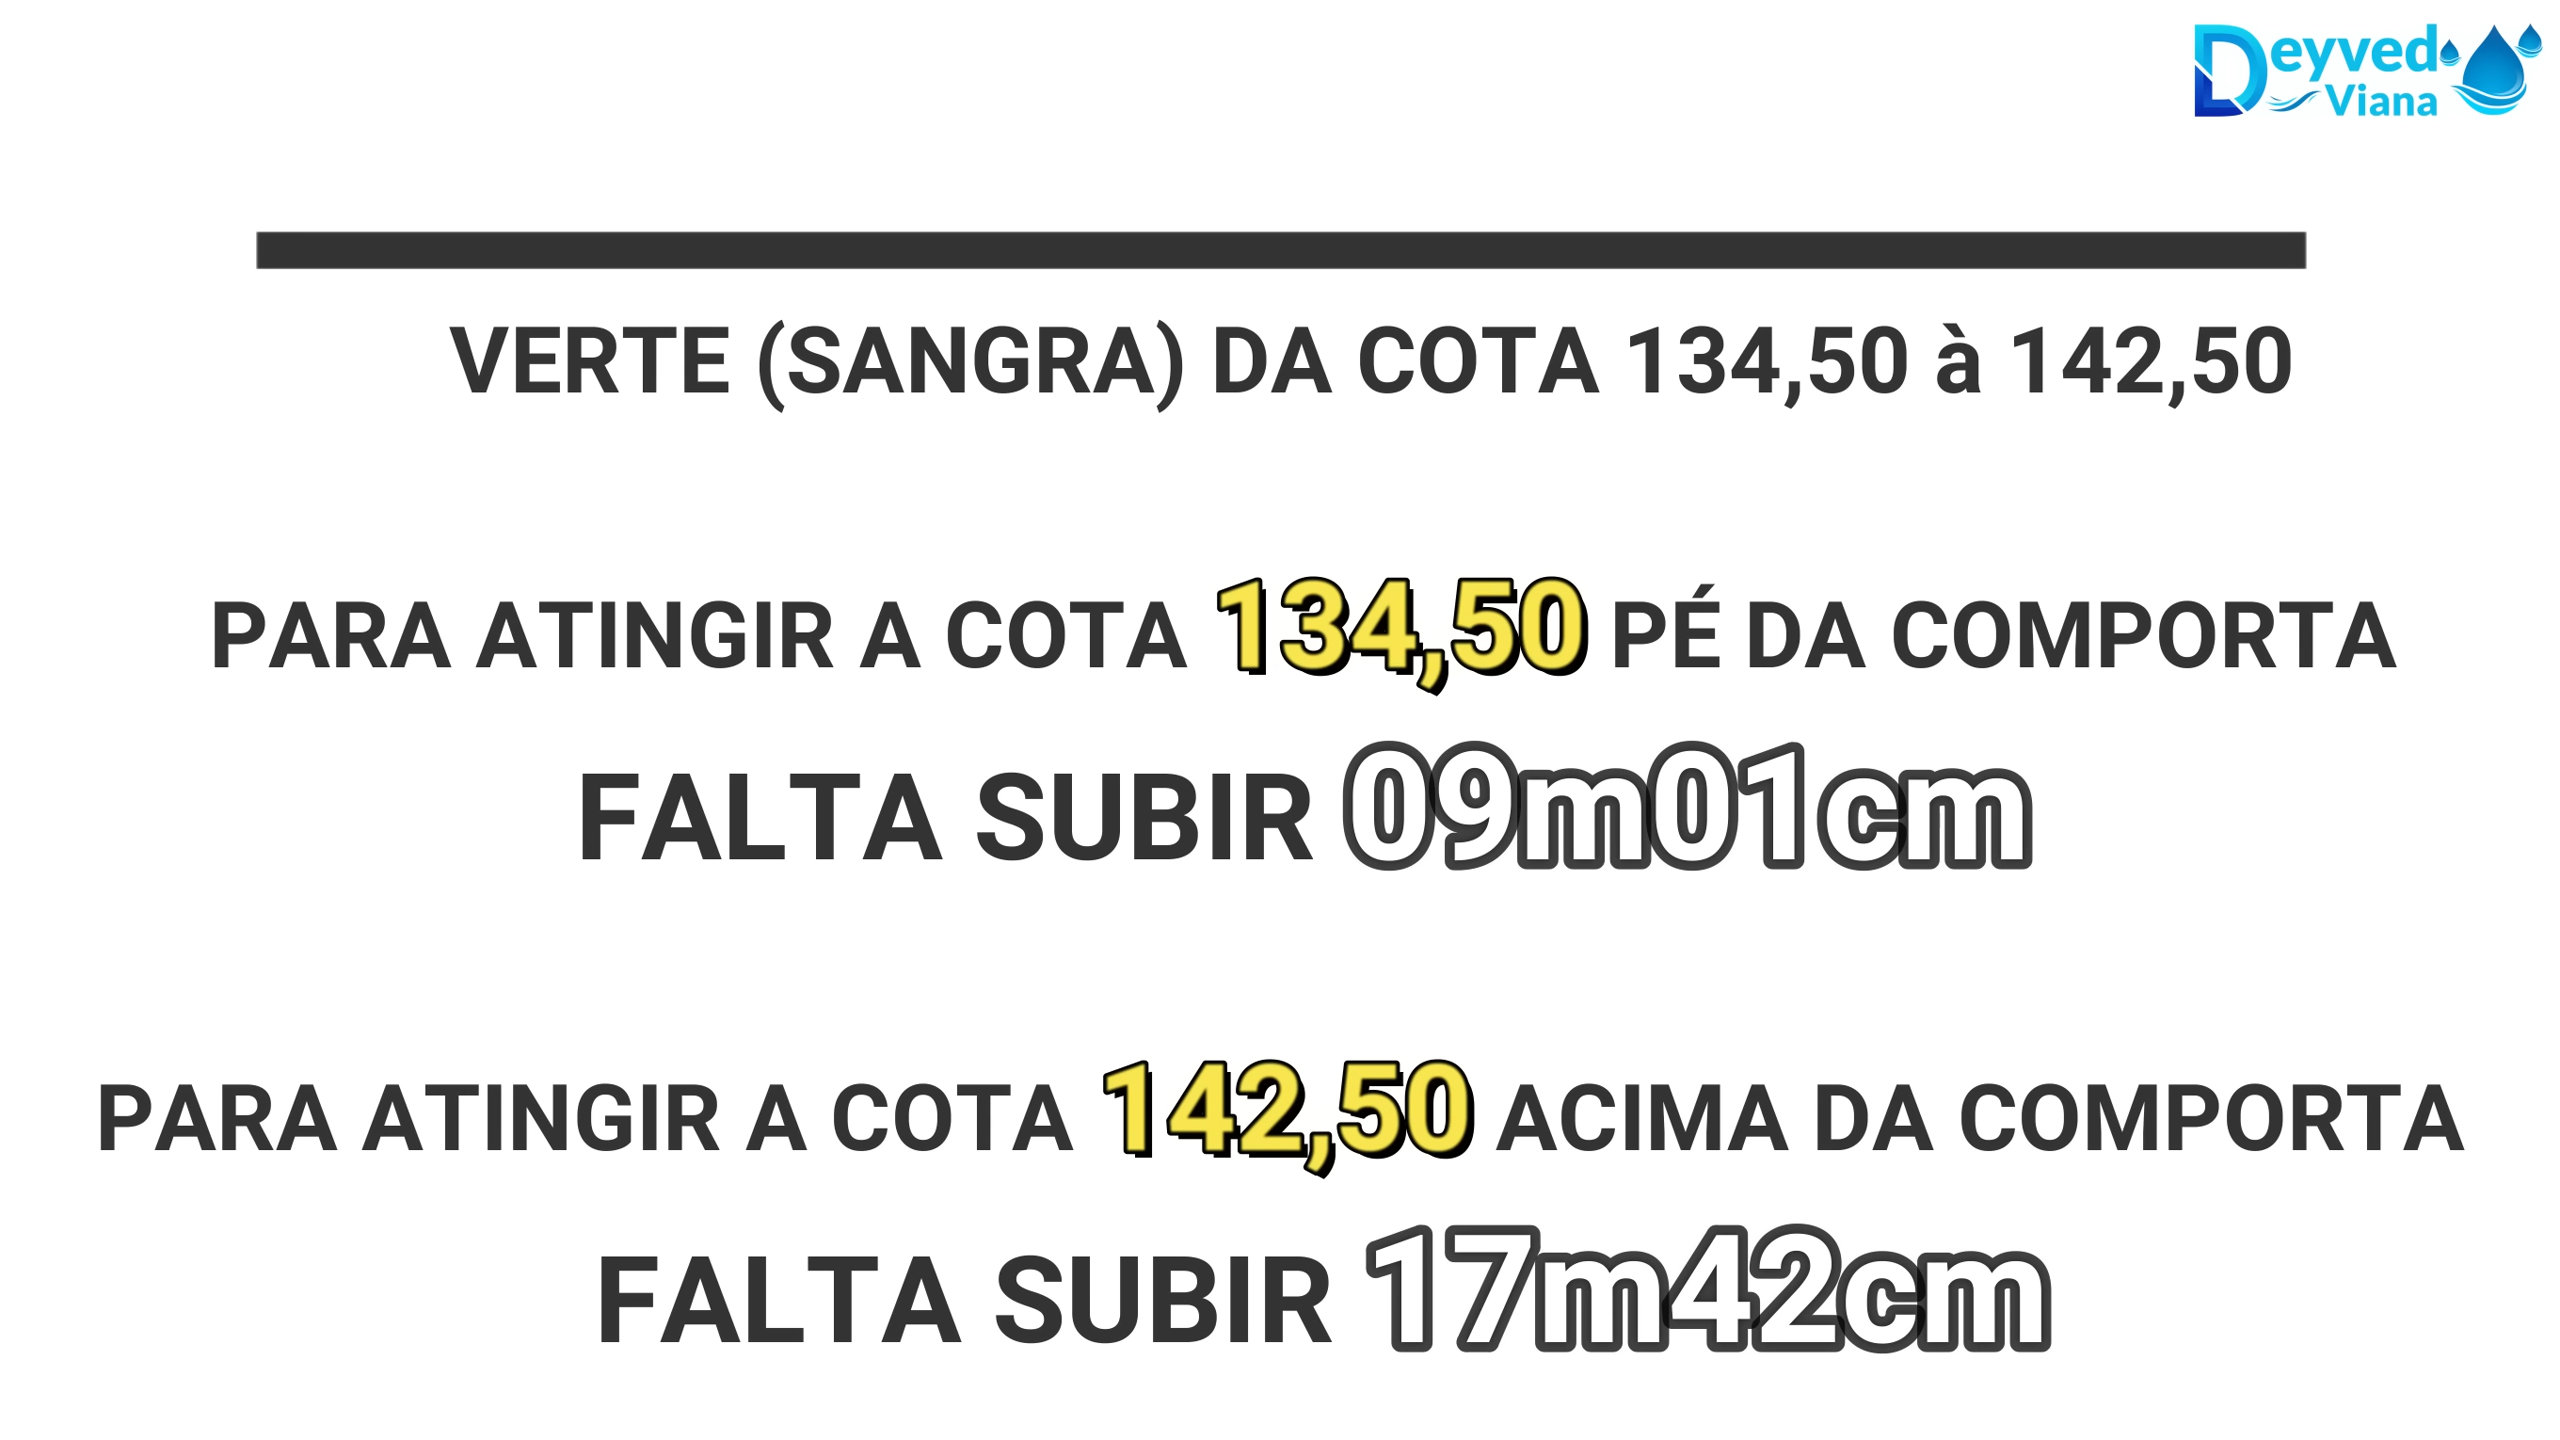 Deyved
Viana
VERTE (SANGRA) DA COTA 134,50 à 142,50
PARA ATINGIR A COTA 134,50 PÉ DA COMPORTA
FALTA SUBIR 09m01cm
PARA ATINGIR A COTA 142,50 ACIMA DA COMPORTA
FALTA SUBIR 17m42cm